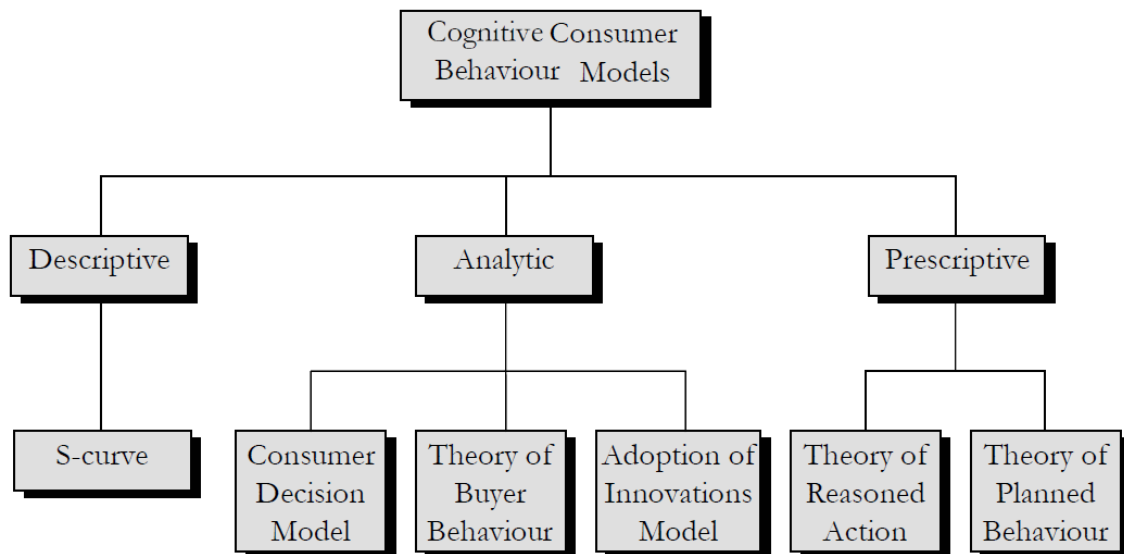 Cognitive Consumer
Behaviour Models
Descriptive
Analytic
Prescriptive
S-curve
Consumer
Decision
Model
Theory of
Buyer
Behaviour
Adoption of
Innovations
Model
Theory of
Reasoned
Action
Theory of
Planned
Behaviour